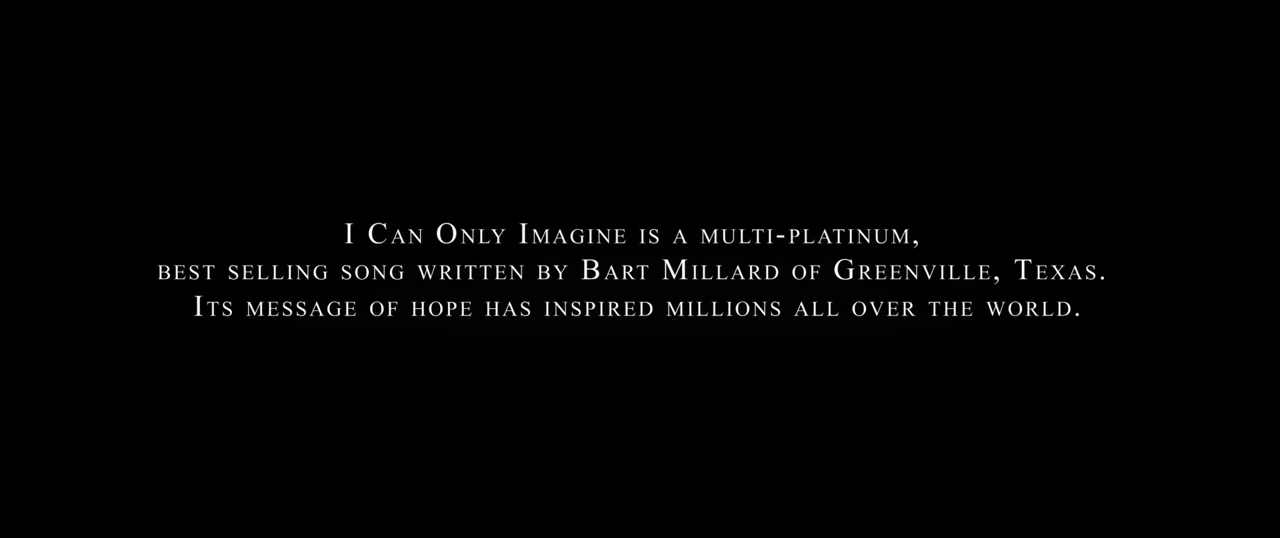 I Can Only Imagine is a multi-platinum,
best selling song written by Bart Millard of Greenville, Texas.
Its message of hope has inspired millions all over the world.